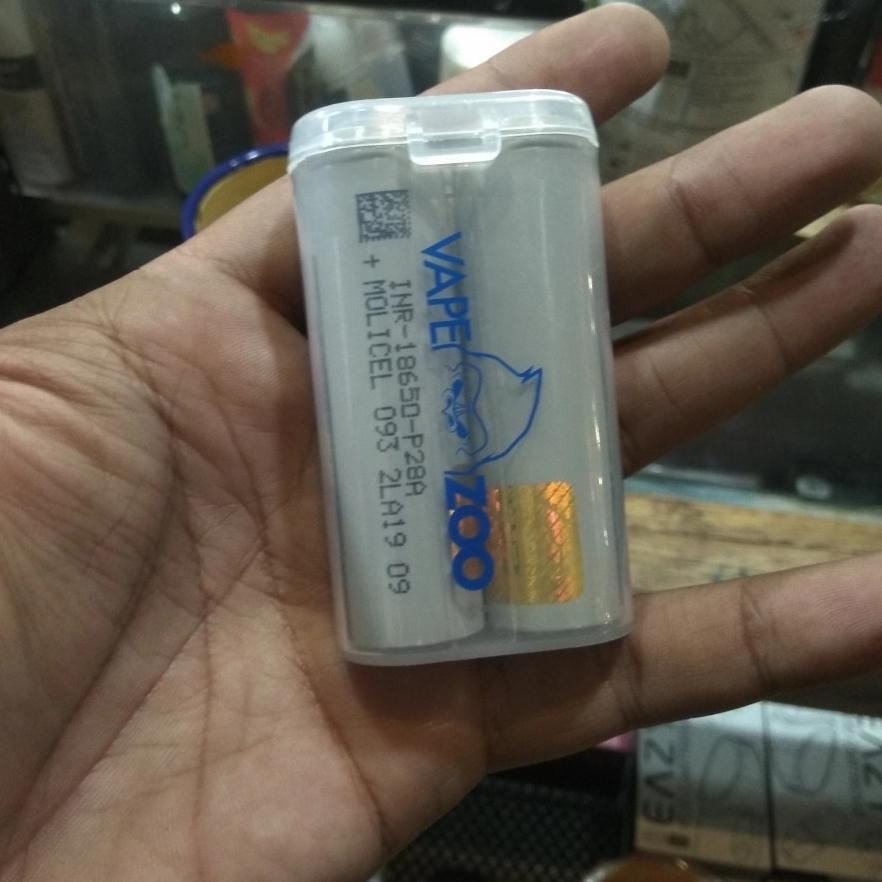 VAPE
ZOO
INR-18650-P28A
+ MOLICEL 093 2LA19 09